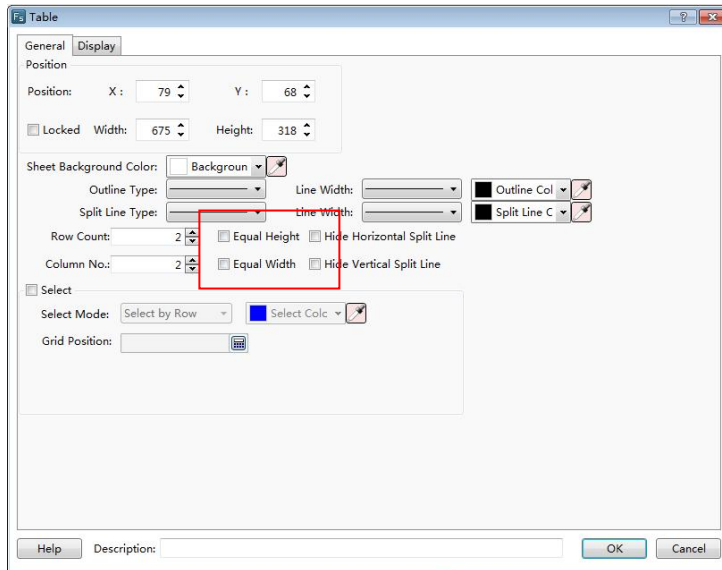 Fs Table
General Display
Position
Position: X : 79 Y : 68
Locked Width: 675 Height: 318
Sheet Background Color: Backgroun
Outline Type: Line Width: Outline Col
Split Line Type: Line Width: Split Line C
Row Count: 2 Equal Height Hide Horizontal Split Line
Column No.: 2 Equal Width Hide Vertical Split Line
Select
Select Mode: Select by Row Select Colc
Grid Position:
Help Description: OK Cancel